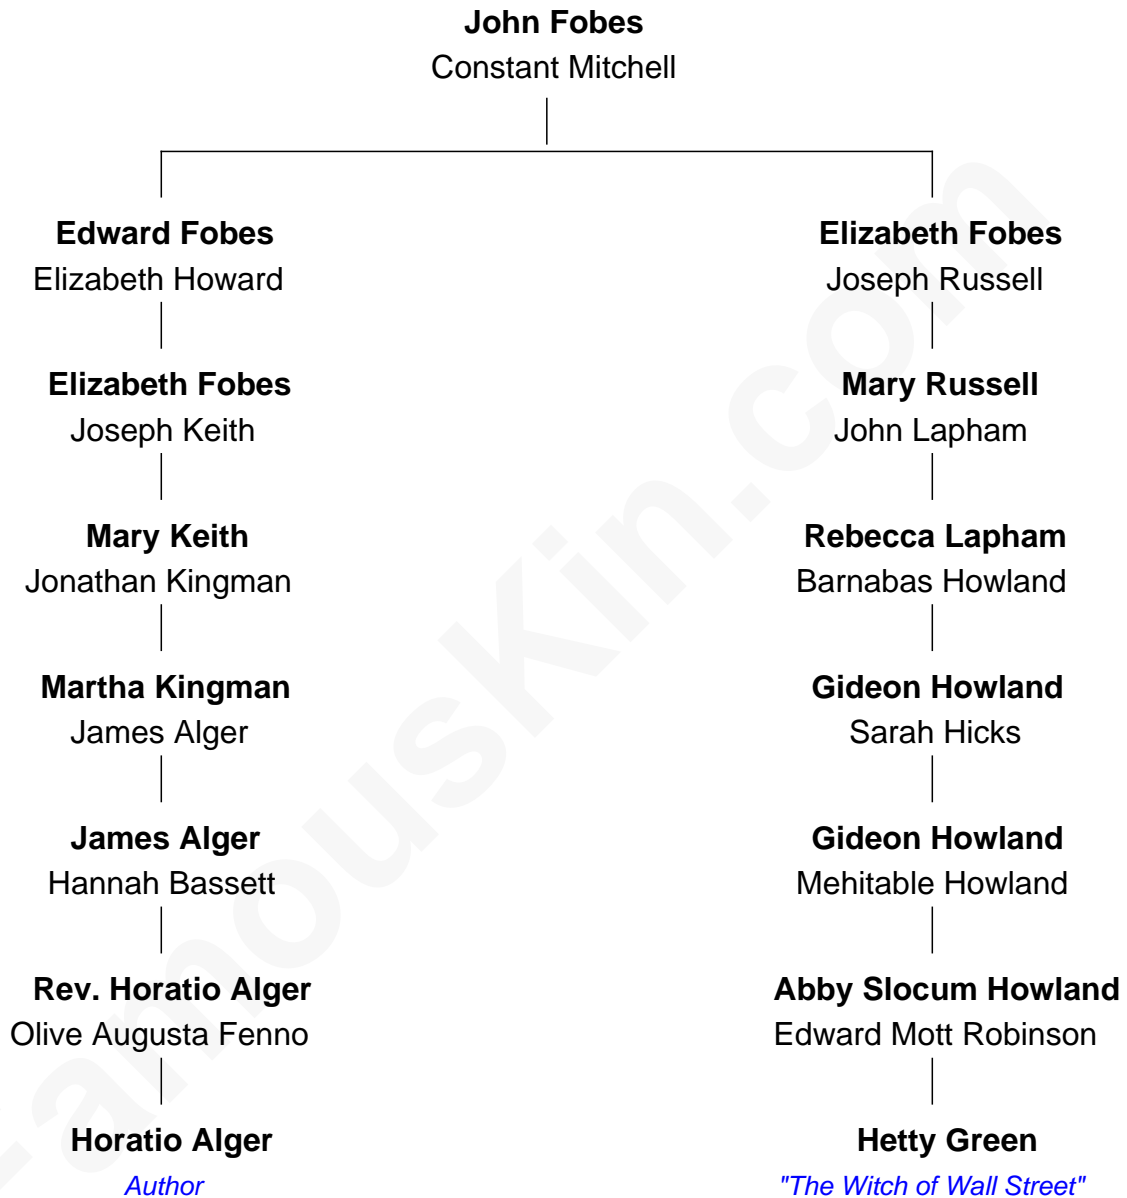 John Fobes
Constant Mitchell
Edward Fobes
Elizabeth Howard
Elizabeth Fobes
Joseph Russell
Elizabeth Fobes
Joseph Keith
Mary Russell
John Lapham
Mary Keith
Jonathan Kingman
Rebecca Lapham
Barnabas Howland
Martha Kingman
James Alger
Gideon Howland
Sarah Hicks
James Alger
Hannah Bassett
Gideon Howland
Mehitable Howland
Rev. Horatio Alger
Olive Augusta Fenno
Abby Slocum Howland
Edward Mott Robinson
Horatio Alger
Author
Hetty Green
"The Witch of Wall Street"
FamousKin.com